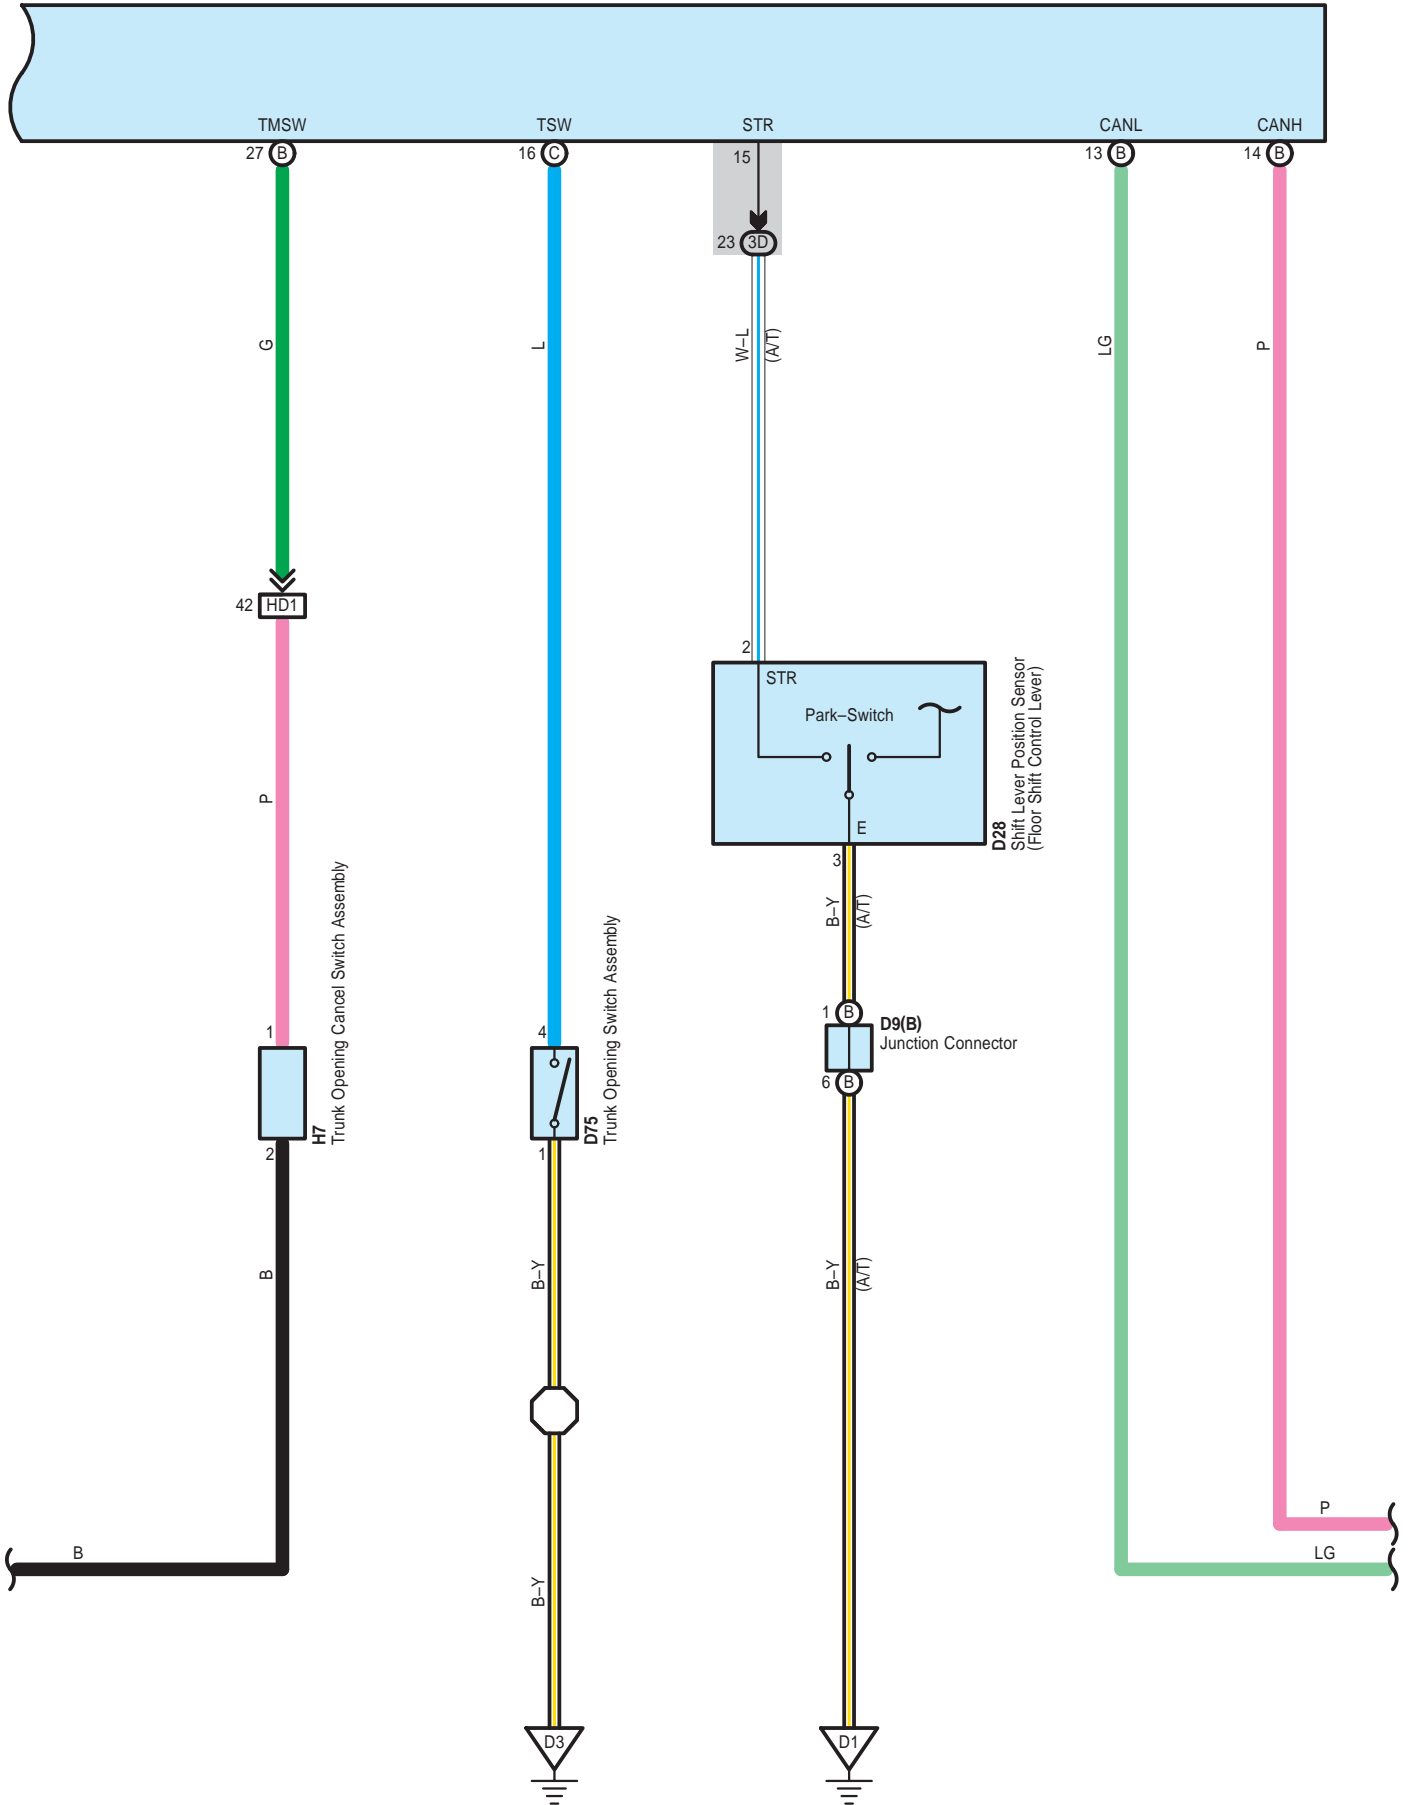 TMSW
TSW
STR
CANL
CANH
27 B
16 C
15
13 B
14 B
23 3D
G
L
W–L
(A/T)
LG
P
42 HD1
2
STR
Park–Switch
E
D28
Shift Lever Position Sensor
(Floor Shift Control Lever)
3
P
B–Y
(A/T)
1 B
D9(B)
Junction Connector
6 B
1
H7
Trunk Opening Cancel Switch Assembly
2
4
D75
Trunk Opening Switch Assembly
1
B
B–Y
B–Y
(A/T)
P
B
LG
B–Y
D3
D1